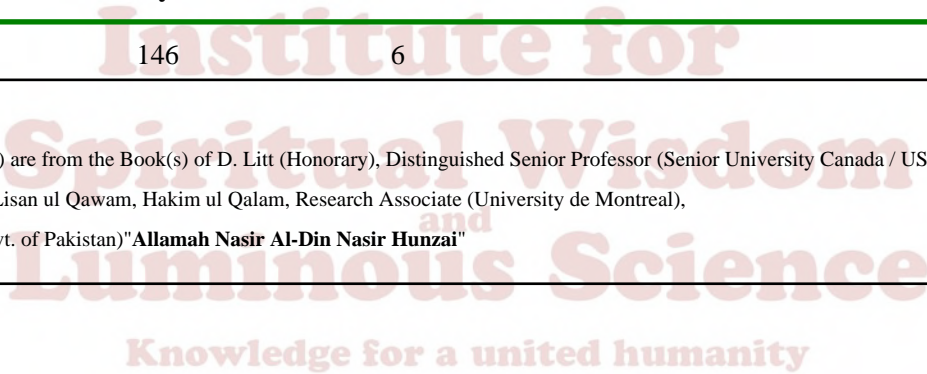 Institute for
146 6
Spiritual Wisdom
) are from the Book(s) of D. Litt (Honorary), Distinguished Senior Professor (Senior University Canada / US
Lisan ul Qawam, Hakim ul Qalam, Research Associate (University de Montreal),
and
vt. of Pakistan)"Allamah Nasir Al-Din Nasir Hunzai"
Luminous Science
Knowledge for a united humanity